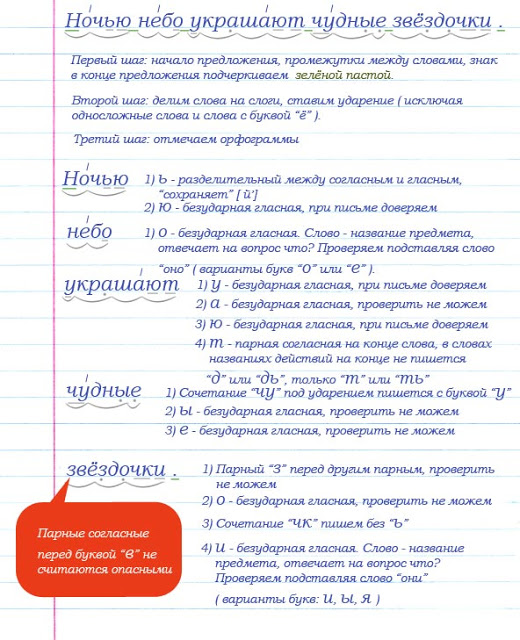 Ночью небо украшают чудные звёздочки .
Первый шаг: начало предложения, промежутки между словами, знак
в конце предложения подчеркиваем зелёной пастой.
Второй шаг: делим слова на слоги, ставим ударение ( исключая
односложные слова и слова с буквой “ё” ).
Третий шаг: отмечаем орфограммы
Ночью
1) Ь - разделительный между согласным и гласным,
“сохраняет” [ й’]
2) Ю - безударная гласная, при письме доверяем
небо
1) О - безударная гласная. Слово - название предмета,
отвечает на вопрос что? Проверяем подставляя слово
“оно” ( варианты букв “О” или “Е” ).
украшают
1) У - безударная гласная, при письме доверяем
2) а - безударная гласная, проверить не можем
3) Ю - безударная гласная, при письме доверяем
4) т - парная согласная на конце слова, в словах
названиях действий на конце не пишется
“д” или “дь”, только “т” или “ть”
чудные
1) Сочетание “ЧУ” под ударением пишется с буквой “У”
2) Ы - безударная гласная, проверить не можем
3) е - безударная гласная, проверить не можем
звёздочки .
1) Парный “З” перед другим парным, проверить
не можем
2) О - безударная гласная, проверить не можем
3) Сочетание “ЧК” пишем без “Ь”
4) И - безударная гласная. Слово - название
предмета, отвечает на вопрос что?
Проверяем подставляя слово “они”
( варианты букв: И, Ы, Я )
Парные согласные
перед буквой “в” не
считаются опасными